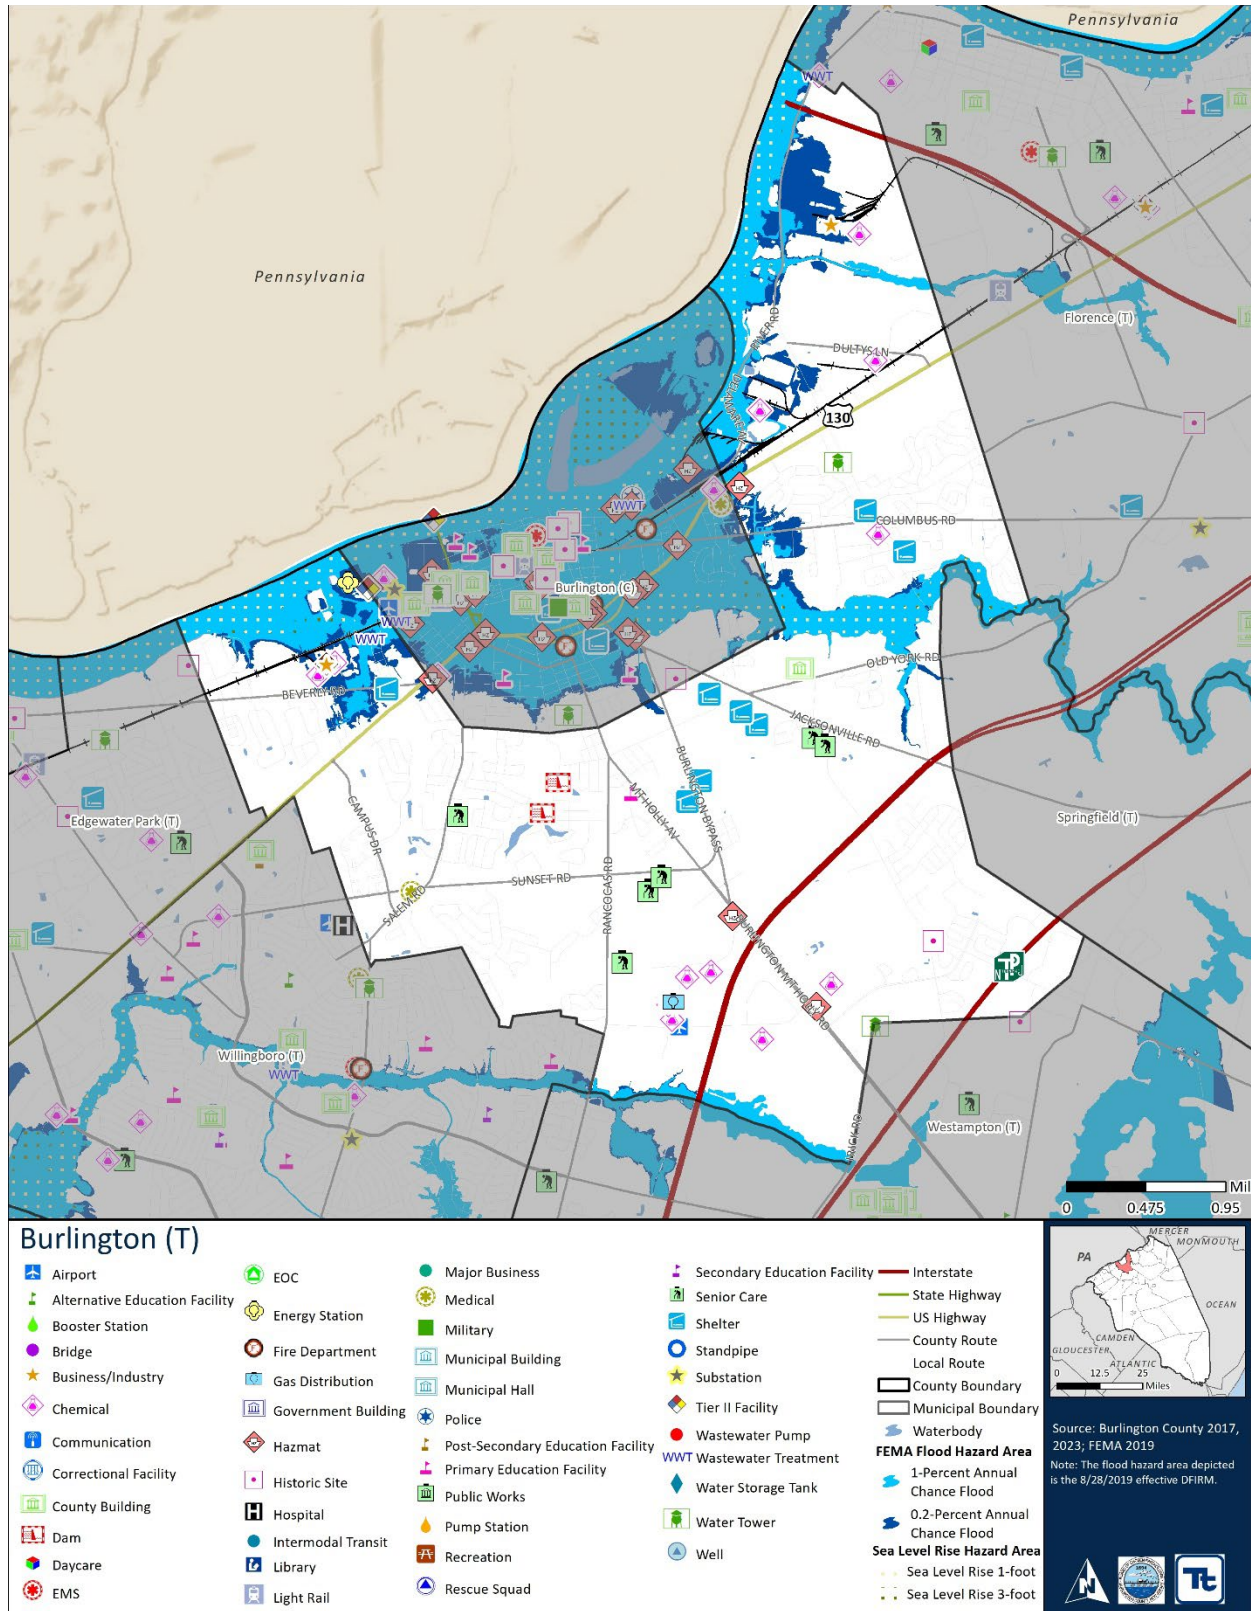 Pennsylvania
Pennsylvania
WWT
Florence (T)
RIVER RD
DULTYS LN
DELAWARE AV
130
COLUMBUS RD
WWT
Burlington (C)
WWT
WWT
BEVERLY RD
OLD YORK RD
JACKSONVILLE RD
BURLINGTON BYPASS
MT HOLLY AV
CAMPUS DR
Edgewater Park (T)
Springfield (T)
SUNSET RD
SALEM RD
RANCOCAS RD
BURLINGTON MT HOLLY RD
H
Willingboro (T)
WWT
F
Westampton (T)
JACK RD
Mil
0 0.475 0.95
Burlington (T)
Airport
Alternative Education Facility
Booster Station
Bridge
Business/Industry
Chemical
Communication
Correctional Facility
County Building
Dam
Daycare
EMS
EOC
Energy Station
Fire Department
Gas Distribution
Government Building
Hazmat
Historic Site
Hospital
Intermodal Transit
Library
Light Rail
Major Business
Medical
Military
Municipal Building
Municipal Hall
Police
Post-Secondary Education Facility
Primary Education Facility
Public Works
Pump Station
Recreation
Rescue Squad
Secondary Education Facility
Senior Care
Shelter
Standpipe
Substation
Tier II Facility
Wastewater Pump
WWT Wastewater Treatment
Water Storage Tank
Water Tower
Well
Interstate
State Highway
US Highway
County Route
Local Route
County Boundary
Municipal Boundary
Waterbody
FEMA Flood Hazard Area
1-Percent Annual
Chance Flood
0.2-Percent Annual
Chance Flood
Sea Level Rise Hazard Area
Sea Level Rise 1-foot
Sea Level Rise 3-foot
MERCER
MONMOUTH
PA
OCEAN
CAMDEN
GLOUCESTER
ATLANTIC
0 12.5 25
Miles
Source: Burlington County 2017,
2023; FEMA 2019
Note: The flood hazard area depicted
is the 8/28/2019 effective DFIRM.
N
Tt